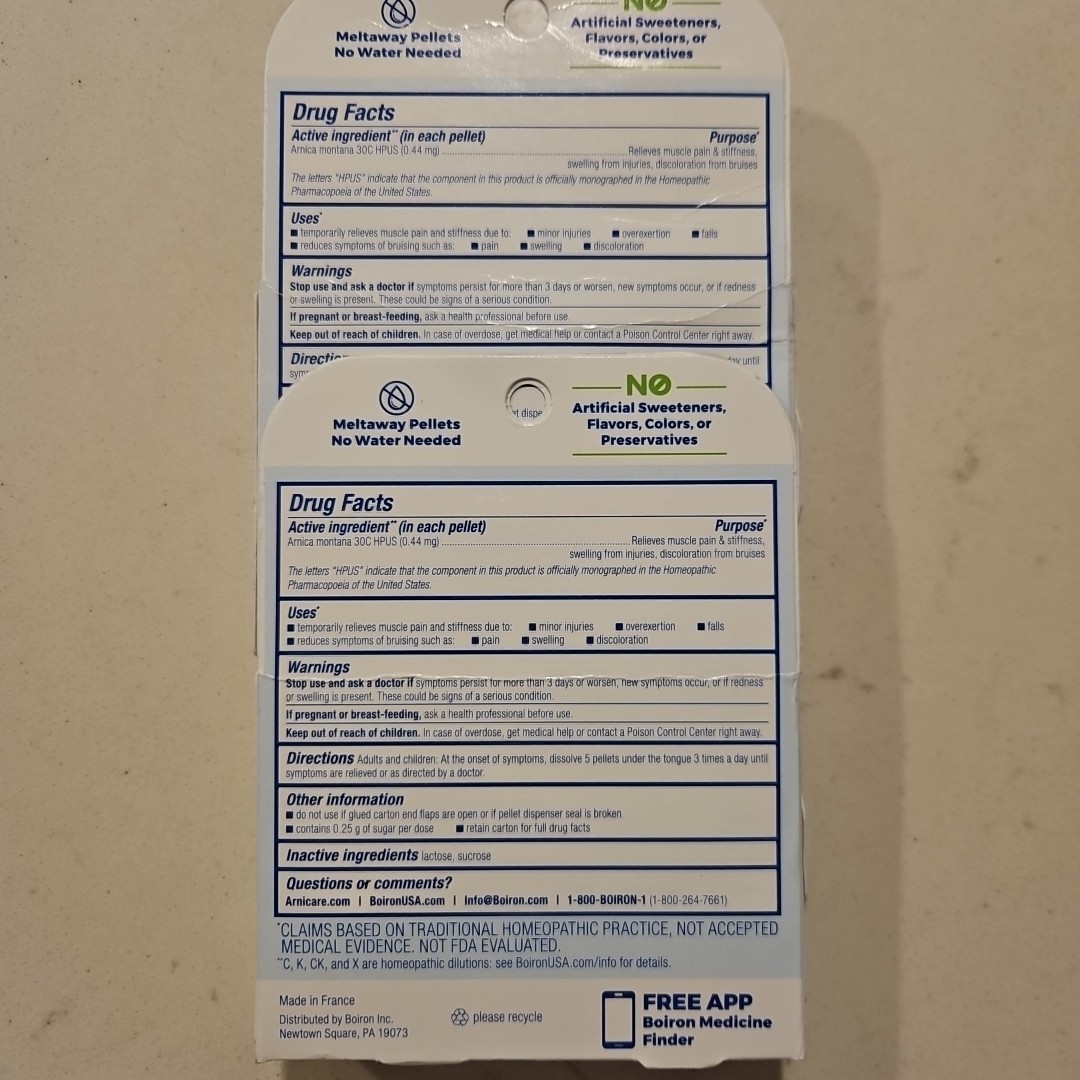 NO
Meltaway Pellets
No Water Needed
Artificial Sweeteners,
Flavors, Colors, or
Preservatives
Drug Facts
Active ingredient** (in each pellet) Purpose*
Arnica montana 30C HPUS (0.44 mg) Relieves muscle pain & stiffness,
swelling from injuries, discoloration from bruises
The letters "HPUS" indicate that the component in this product is officially monographed in the Homeopathic
Pharmacopoeia of the United States.
Uses*
■ temporarily relieves muscle pain and stiffness due to: ■ minor injuries ■ overexertion ■ falls
■ reduces symptoms of bruising such as: ■ pain ■ swelling ■ discoloration
Warnings
Stop use and ask a doctor if symptoms persist for more than 3 days or worsen, new symptoms occur, or if redness
or swelling is present. These could be signs of a serious condition.
If pregnant or breast-feeding, ask a health professional before use.
Keep out of reach of children. In case of overdose, get medical help or contact a Poison Control Center right away.
Directio until
sym
et dispe
Meltaway Pellets
No Water Needed
NO
Artificial Sweeteners,
Flavors, Colors, or
Preservatives
Drug Facts
Active ingredient** (in each pellet) Purpose*
Arnica montana 30C HPUS (0.44 mg) Relieves muscle pain & stiffness,
swelling from injuries, discoloration from bruises
The letters "HPUS" indicate that the component in this product is officially monographed in the Homeopathic
Pharmacopoeia of the United States.
Uses*
■ temporarily relieves muscle pain and stiffness due to: ■ minor injuries ■ overexertion ■ falls
■ reduces symptoms of bruising such as: ■ pain ■ swelling ■ discoloration
Warnings
Stop use and ask a doctor if symptoms persist for more than 3 days or worsen, new symptoms occur, or if redness
or swelling is present. These could be signs of a serious condition.
If pregnant or breast-feeding, ask a health professional before use.
Keep out of reach of children. In case of overdose, get medical help or contact a Poison Control Center right away.
Directions Adults and children: At the onset of symptoms, dissolve 5 pellets under the tongue 3 times a day until
symptoms are relieved or as directed by a doctor.
Other information
■ do not use if glued carton end flaps are open or if pellet dispenser seal is broken
■ contains 0.25 g of sugar per dose ■ retain carton for full drug facts
Inactive ingredients lactose, sucrose
Questions or comments?
Arnicare.com | BoironUSA.com | Info@Boiron.com | 1-800-BOIRON-1 (1-800-264-7661)
*CLAIMS BASED ON TRADITIONAL HOMEOPATHIC PRACTICE, NOT ACCEPTED
MEDICAL EVIDENCE. NOT FDA EVALUATED.
**C, K, CK, and X are homeopathic dilutions: see BoironUSA.com/info for details.
Made in France
Distributed by Boiron Inc.
Newtown Square, PA 19073
please recycle
FREE APP
Boiron Medicine
Finder